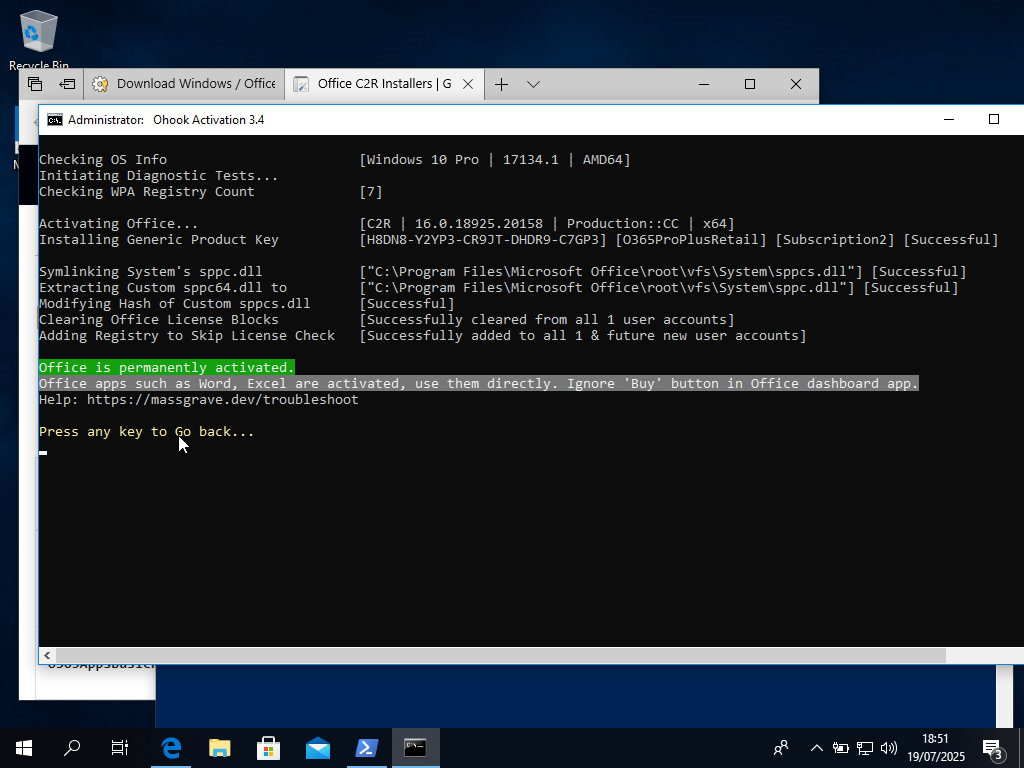 Recycle Bin
Download Windows / Office
Office C2R Installers | G
Administrator: Ohook Activation 3.4
Checking OS Info [Windows 10 Pro | 17134.1 | AMD64]
Initiating Diagnostic Tests...
Checking WPA Registry Count [7]
Activating Office... [C2R | 16.0.18925.20158 | Production::CC | x64]
Installing Generic Product Key [H8DN8-Y2YP3-CR9JT-DHDR9-C7GP3] [O365ProPlusRetail] [Subscription2] [Successful]
Symlinking System's sppc.dll ["C:\Program Files\Microsoft Office\root\vfs\System\sppcs.dll"] [Successful]
Extracting Custom sppc64.dll to ["C:\Program Files\Microsoft Office\root\vfs\System\sppc.dll"] [Successful]
Modifying Hash of Custom sppcs.dll [Successful]
Clearing Office License Blocks [Successfully cleared from all 1 user accounts]
Adding Registry to Skip License Check [Successfully added to all 1 & future new user accounts]
Office is permanently activated.
Office apps such as Word, Excel are activated, use them directly. Ignore 'Buy' button in Office dashboard app.
Help: https://massgrave.dev/troubleshoot
Press any key to Go back...
18:51
19/07/2025
3